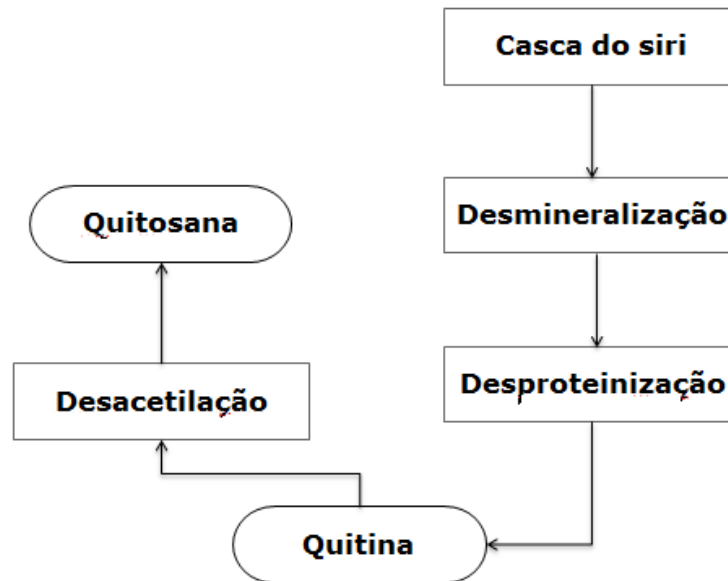 Casca do siri
Desmineralização
Desproteinização
Quitina
Desacetilação
Quitosana